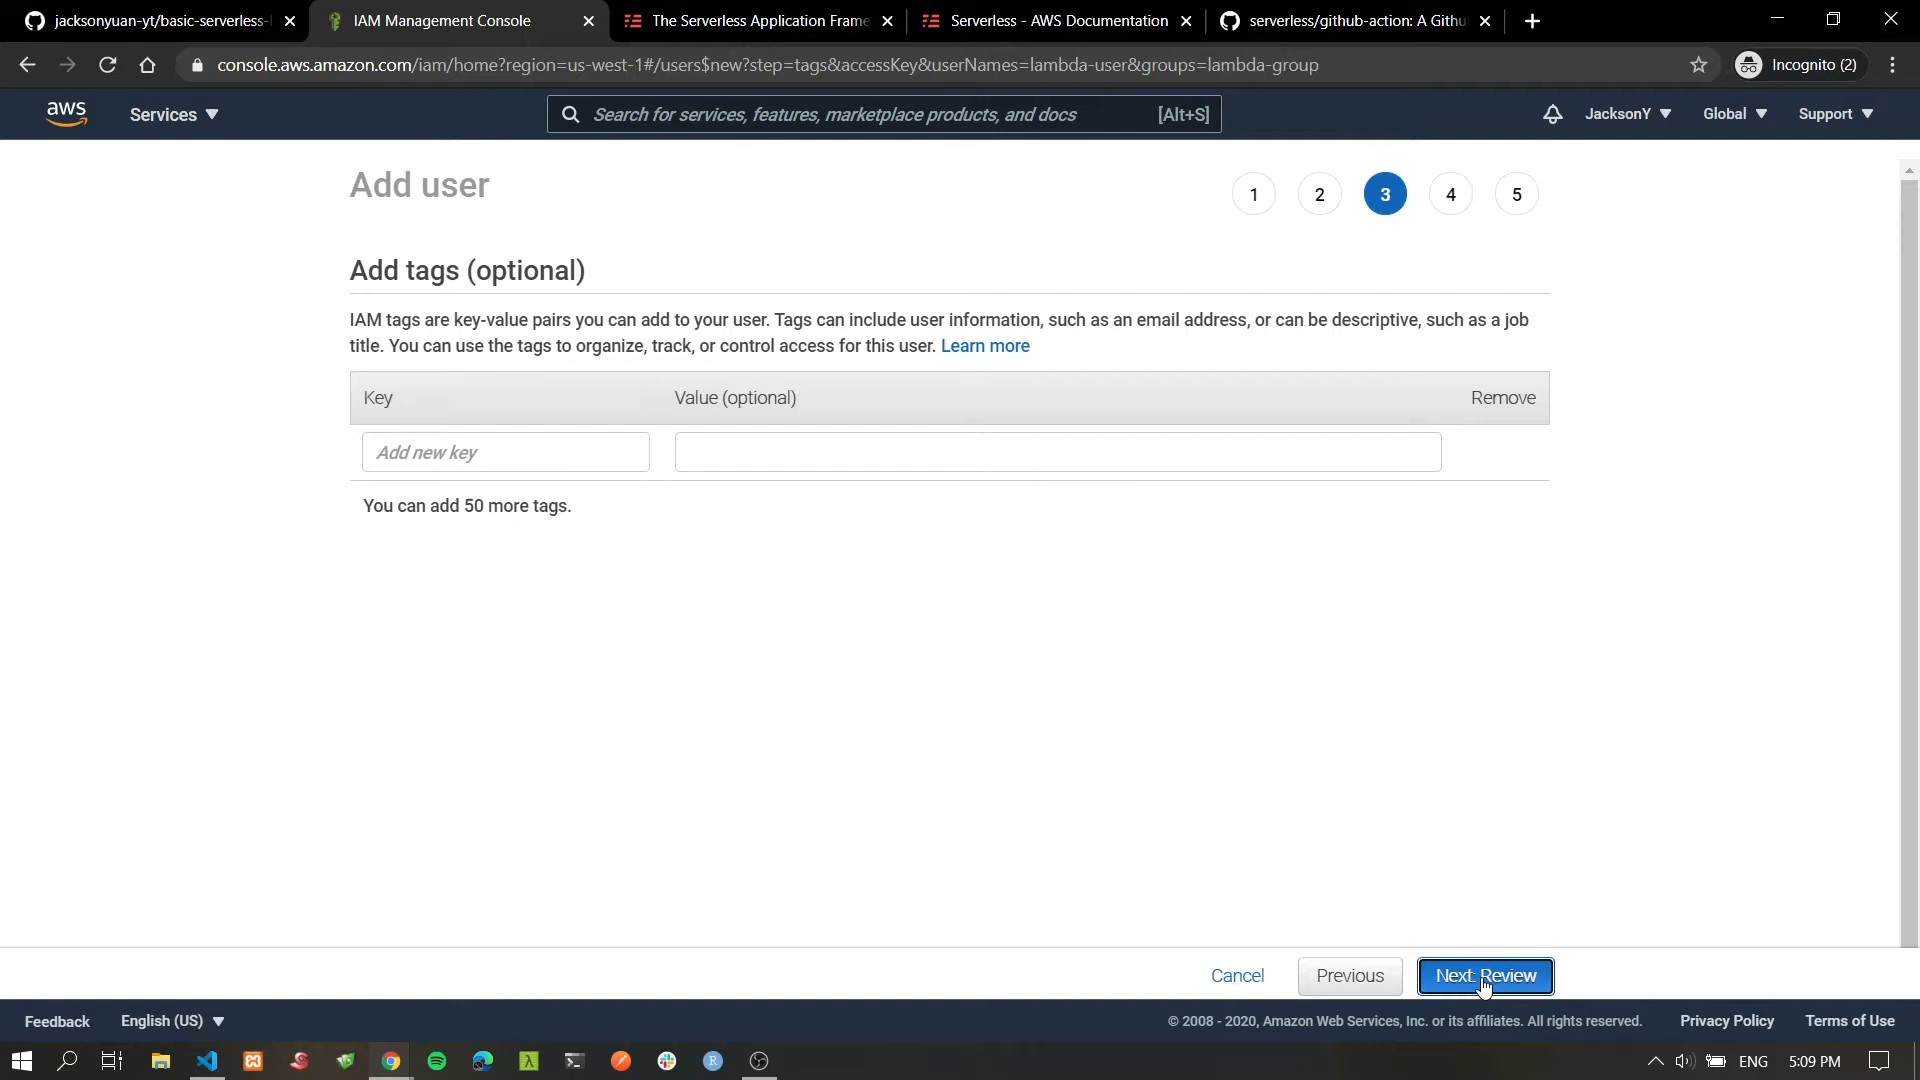 jacksonyuan-yt/basic-serverless-
IAM Management Console
The Serverless Application Frame
Serverless - AWS Documentation
serverless/github-action: A Githu
console.aws.amazon.com/iam/home?region=us-west-1#/users$new?step=tags&accessKey&userNames=lambda-user&groups=lambda-group
Incognito (2)
aws
Services
Search for services, features, marketplace products, and docs
[Alt+S]
JacksonY
Global
Support
Add user
1
2
3
4
5
Add tags (optional)
IAM tags are key-value pairs you can add to your user. Tags can include user information, such as an email address, or can be descriptive, such as a job
title. You can use the tags to organize, track, or control access for this user. Learn more
Key
Value (optional)
Remove
Add new key
You can add 50 more tags.
Cancel
Previous
Next: Review
Feedback
English (US)
© 2008 - 2020, Amazon Web Services, Inc. or its affiliates. All rights reserved.
Privacy Policy
Terms of Use
ENG
5:09 PM